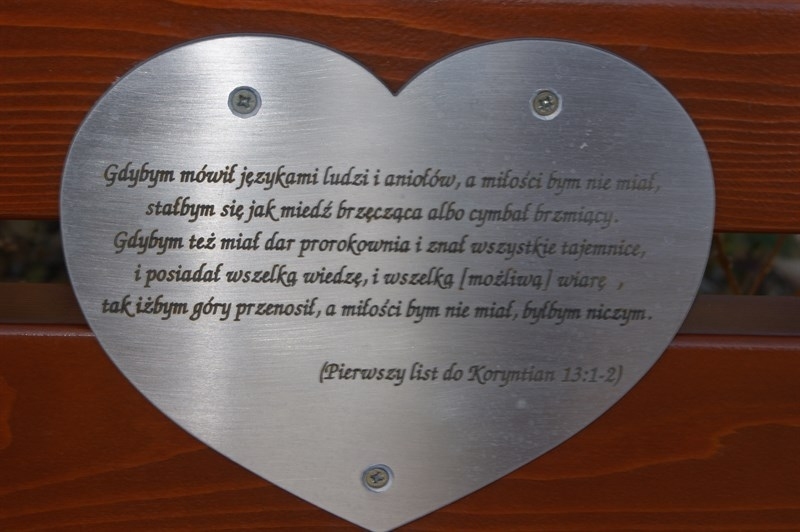 Gdybym mówił językami ludzi i aniołów, a miłości bym nie miał,
stałbym się jak miedź brzęcząca albo cymbał brzmiący.
Gdybym też miał dar prorokownia i znał wszystkie tajemnice,
i posiadał wszelką wiedzę, i wszelką [możliwą] wiarę ,
tak iżbym góry przenosił, a miłości bym nie miał, byłbym niczym.
(Pierwszy list do Koryntian 13:1-2)